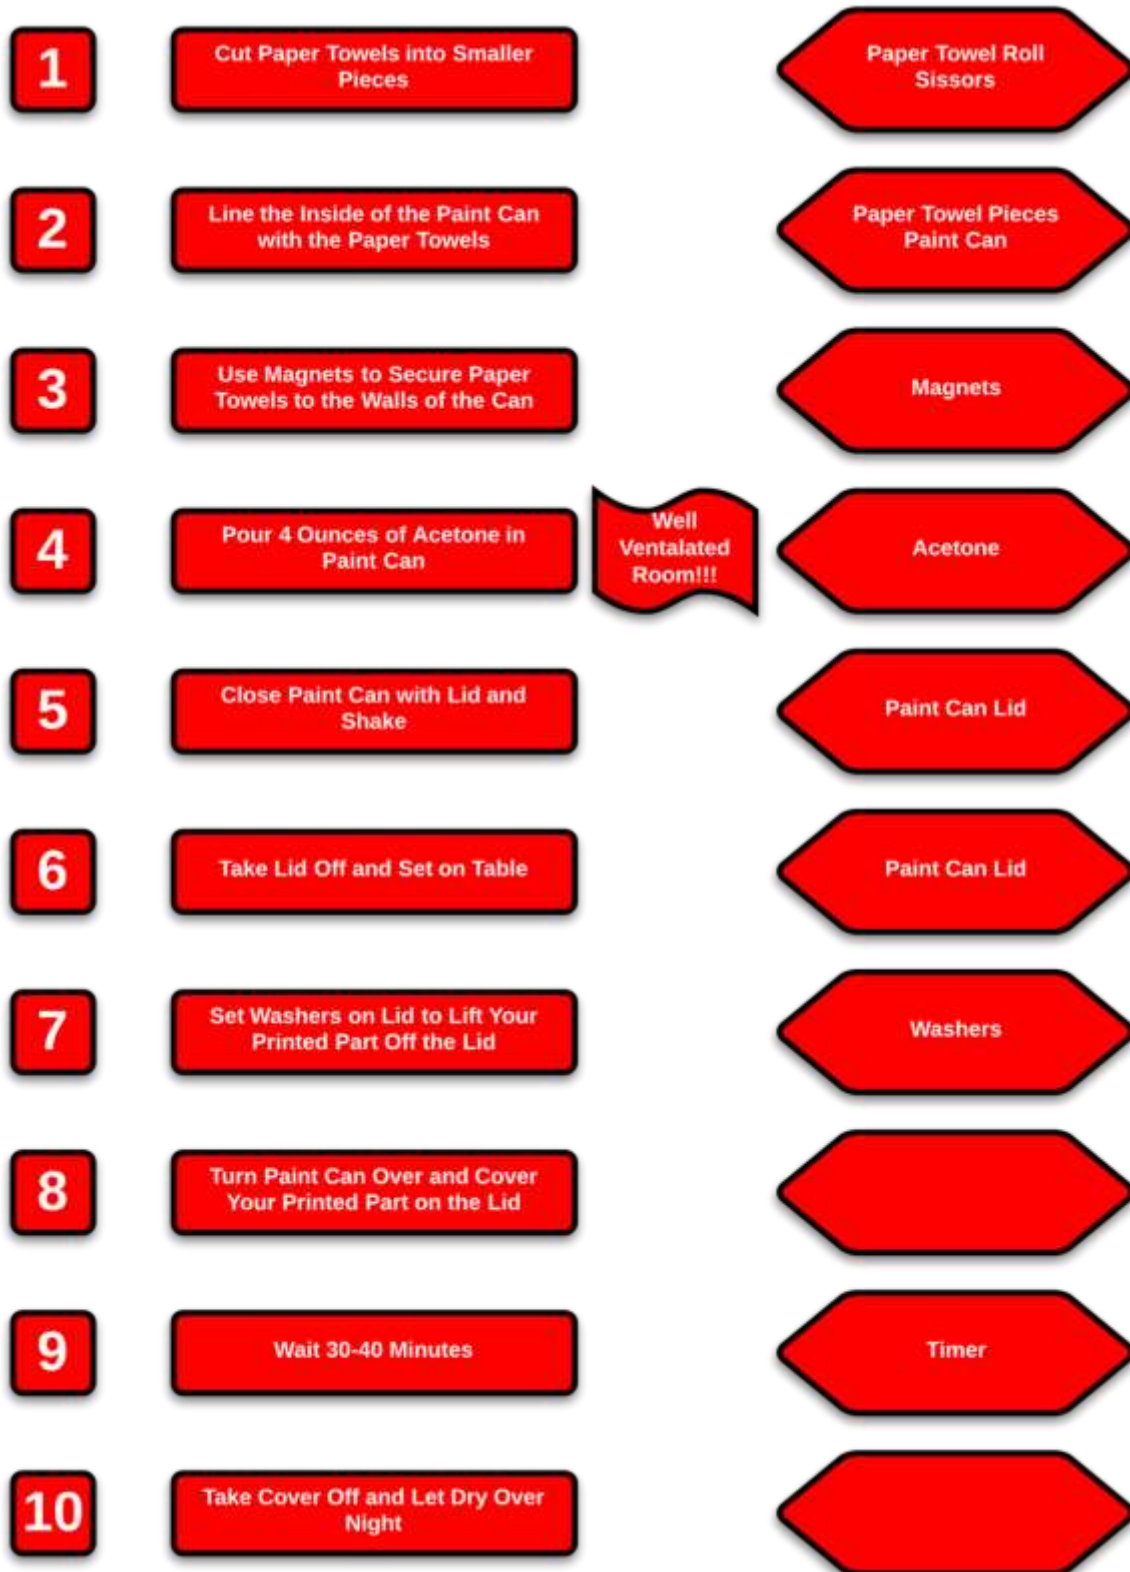 1
Cut Paper Towels into Smaller
Pieces
Paper Towel Roll
Sissors
2
Line the Inside of the Paint Can
with the Paper Towels
Paper Towel Pieces
Paint Can
3
Use Magnets to Secure Paper
Towels to the Walls of the Can
Magnets
4
Pour 4 Ounces of Acetone in
Paint Can
Well
Ventalated
Room!!!
Acetone
5
Close Paint Can with Lid and
Shake
Paint Can Lid
6
Take Lid Off and Set on Table
Paint Can Lid
7
Set Washers on Lid to Lift Your
Printed Part Off the Lid
Washers
8
Turn Paint Can Over and Cover
Your Printed Part on the Lid
9
Wait 30-40 Minutes
Timer
10
Take Cover Off and Let Dry Over
Night